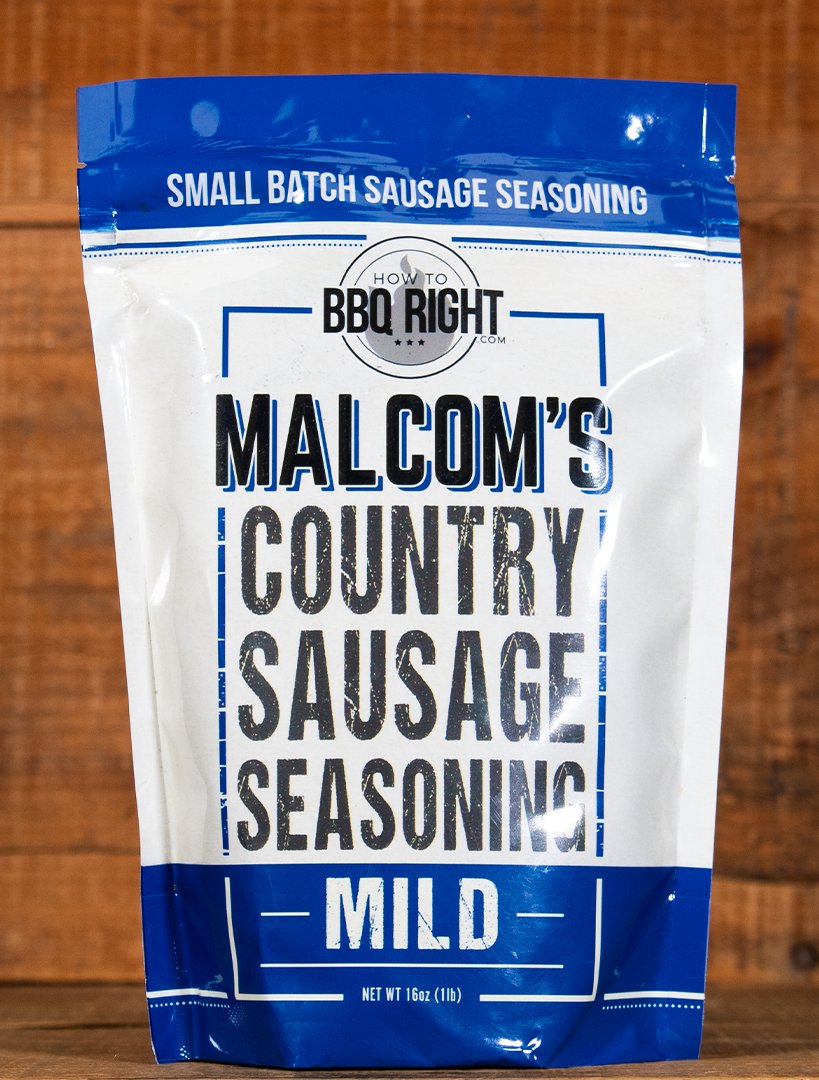 SMALL BATCH SAUSAGE SEASONING
HOW TO
BBQ RIGHT
.COM
MALCOM'S
COUNTRY
SAUSAGE
SEASONING
MILD
NET WT 16oz (1lb)